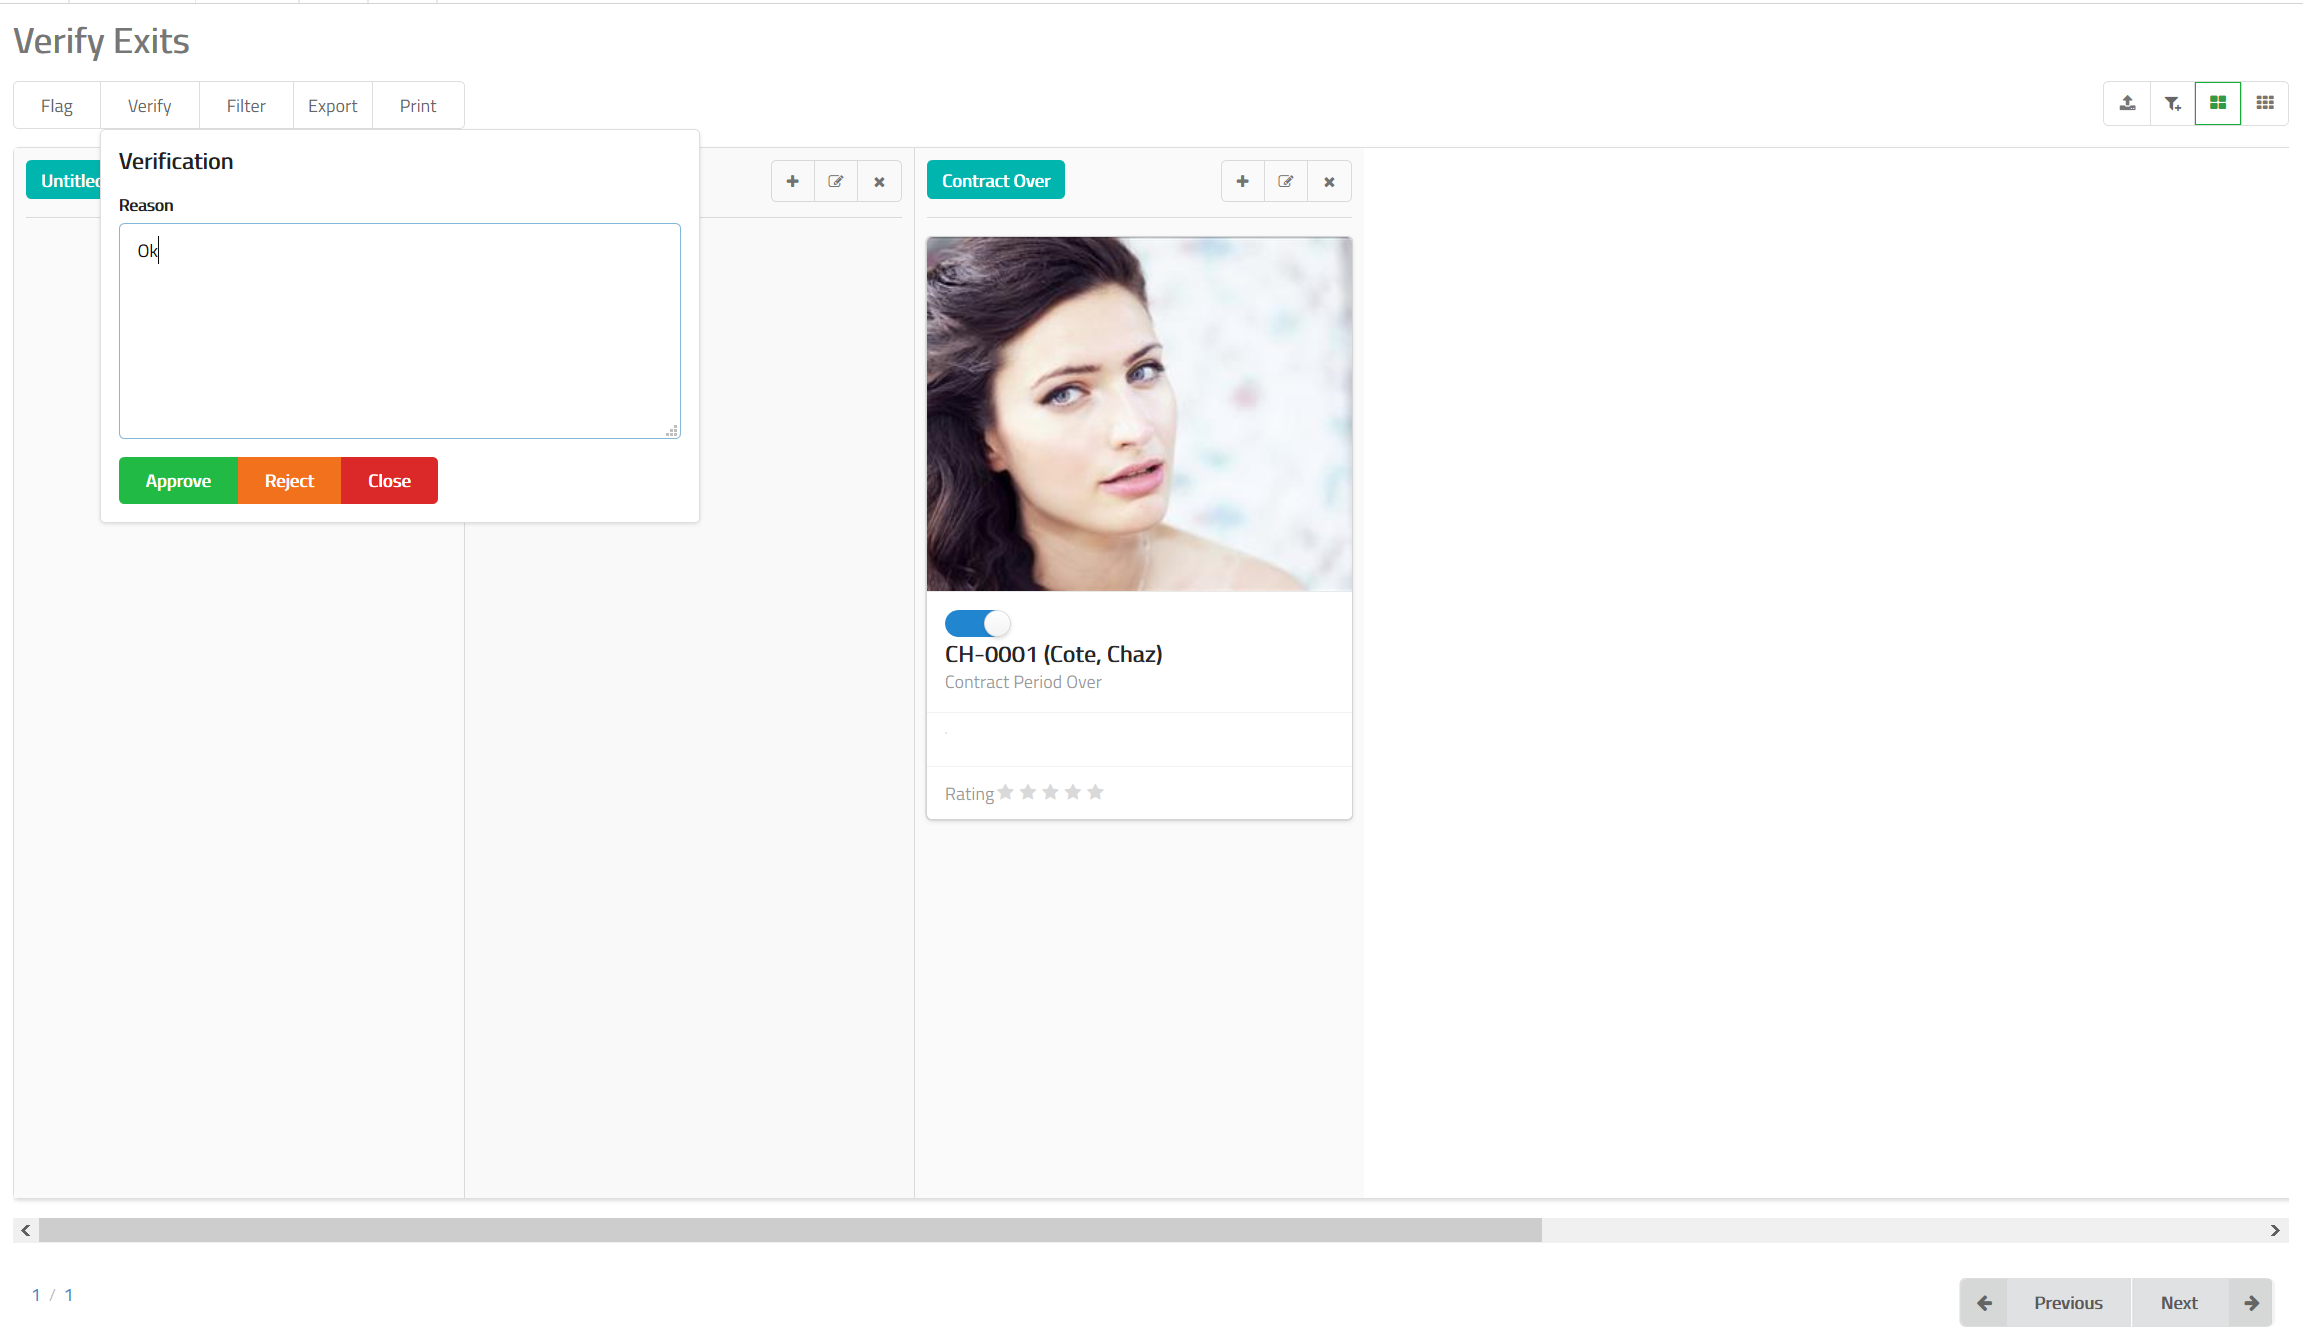 Verify Exits
Flag Verify Filter Export Print
Verification
Reason
Ok
Approve Reject Close
Contract Over
CH-0001 (Cote, Chaz)
Contract Period Over
Rating
1 / 1
Previous Next